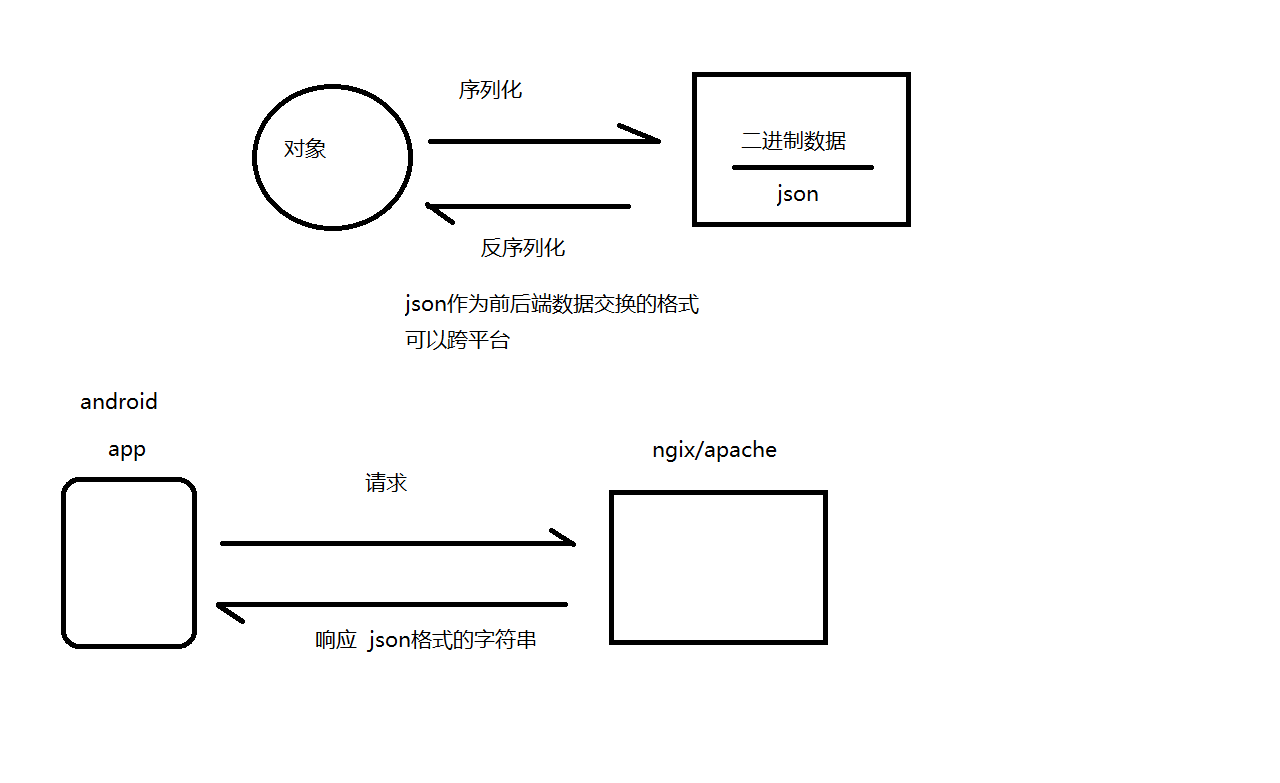 序列化
对象
二进制数据
json
反序列化
json作为前后端数据交换的格式
可以跨平台
android
app
ngix/apache
请求
响应 json格式的字符串